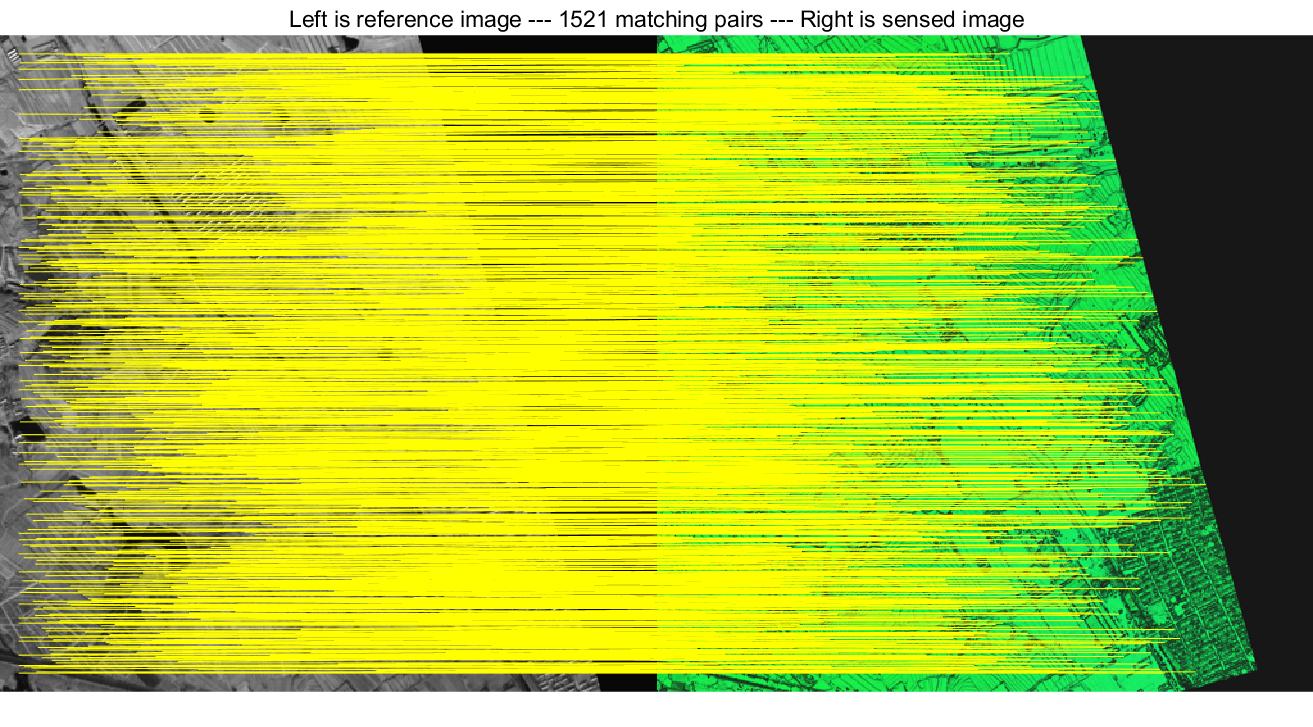 Left is reference image --- 1521 matching pairs --- Right is sensed image